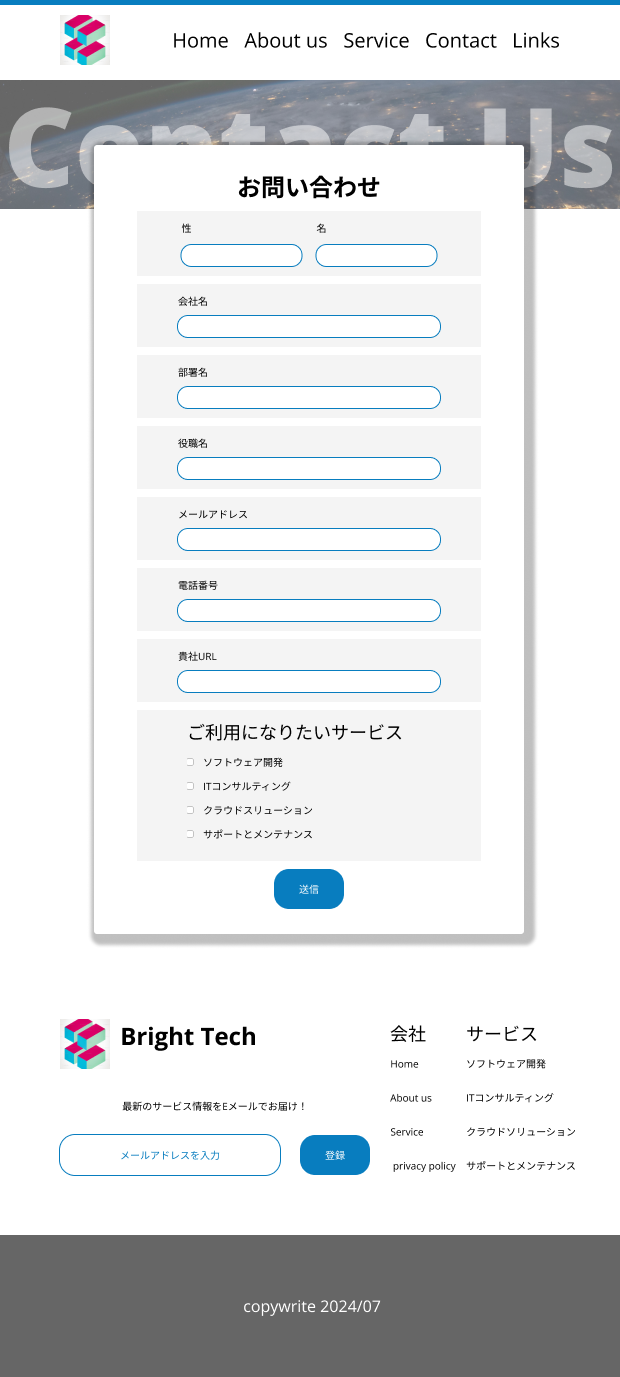 Home About us Service Contact Links
Contact Us
お問い合わせ
性 名
会社名
部署名
役職名
メールアドレス
電話番号
貴社URL
ご利用になりたいサービス
ソフトウェア開発
ITコンサルティング
クラウドスリューション
サポートとメンテナンス
送信
Bright Tech
最新のサービス情報をEメールでお届け！
メールアドレスを入力 登録
会社 サービス
Home ソフトウェア開発
About us ITコンサルティング
Service クラウドソリューション
privacy policy サポートとメンテナンス
copywrite 2024/07